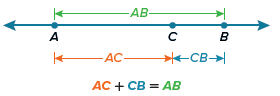 AB
A C B
AC CB
AC + CB = AB